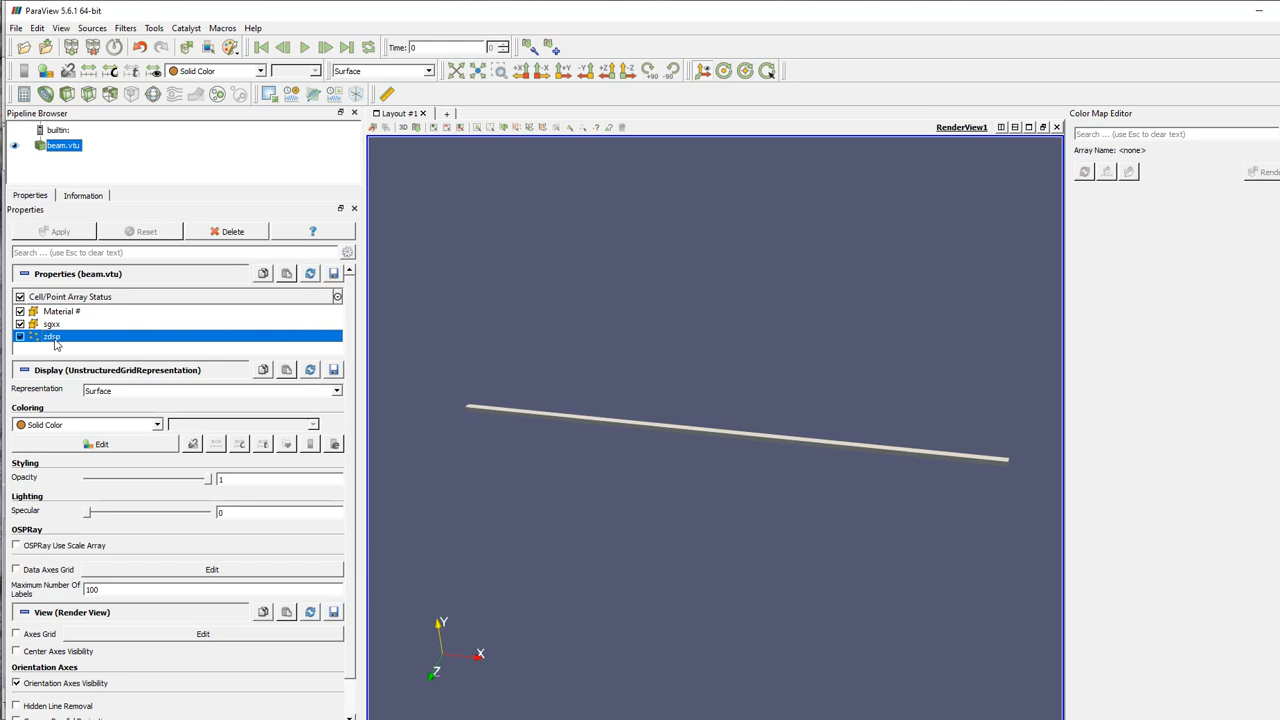 ParaView 5.6.1 64-bit
File Edit View Sources Filters Tools Catalyst Macros Help
Time: 0 0
Solid Color Surface +X -X +Y -Y +Z -Z +90 -90
Pipeline Browser Layout #1 + Color Map Editor
3D RenderView1
builtin: Search ... (use Esc to clear text)
beam.vtu Array Name: <none>
Rende
Properties Information
Properties
Apply Reset Delete ?
Search ... (use Esc to clear text)
Properties (beam.vtu)
Cell/Point Array Status
Material #
sgxx
zdsp
Display (UnstructuredGridRepresentation)
Representation Surface
Coloring
Solid Color
Edit
Styling
Opacity 1
Lighting
Specular 0
OSPRay
OSPRay Use Scale Array
Data Axes Grid Edit
Maximum Number Of
Labels 100
View (Render View)
Axes Grid Edit
Center Axes Visibility
Orientation Axes
Orientation Axes Visibility
Hidden Line Removal
Y
X
Z